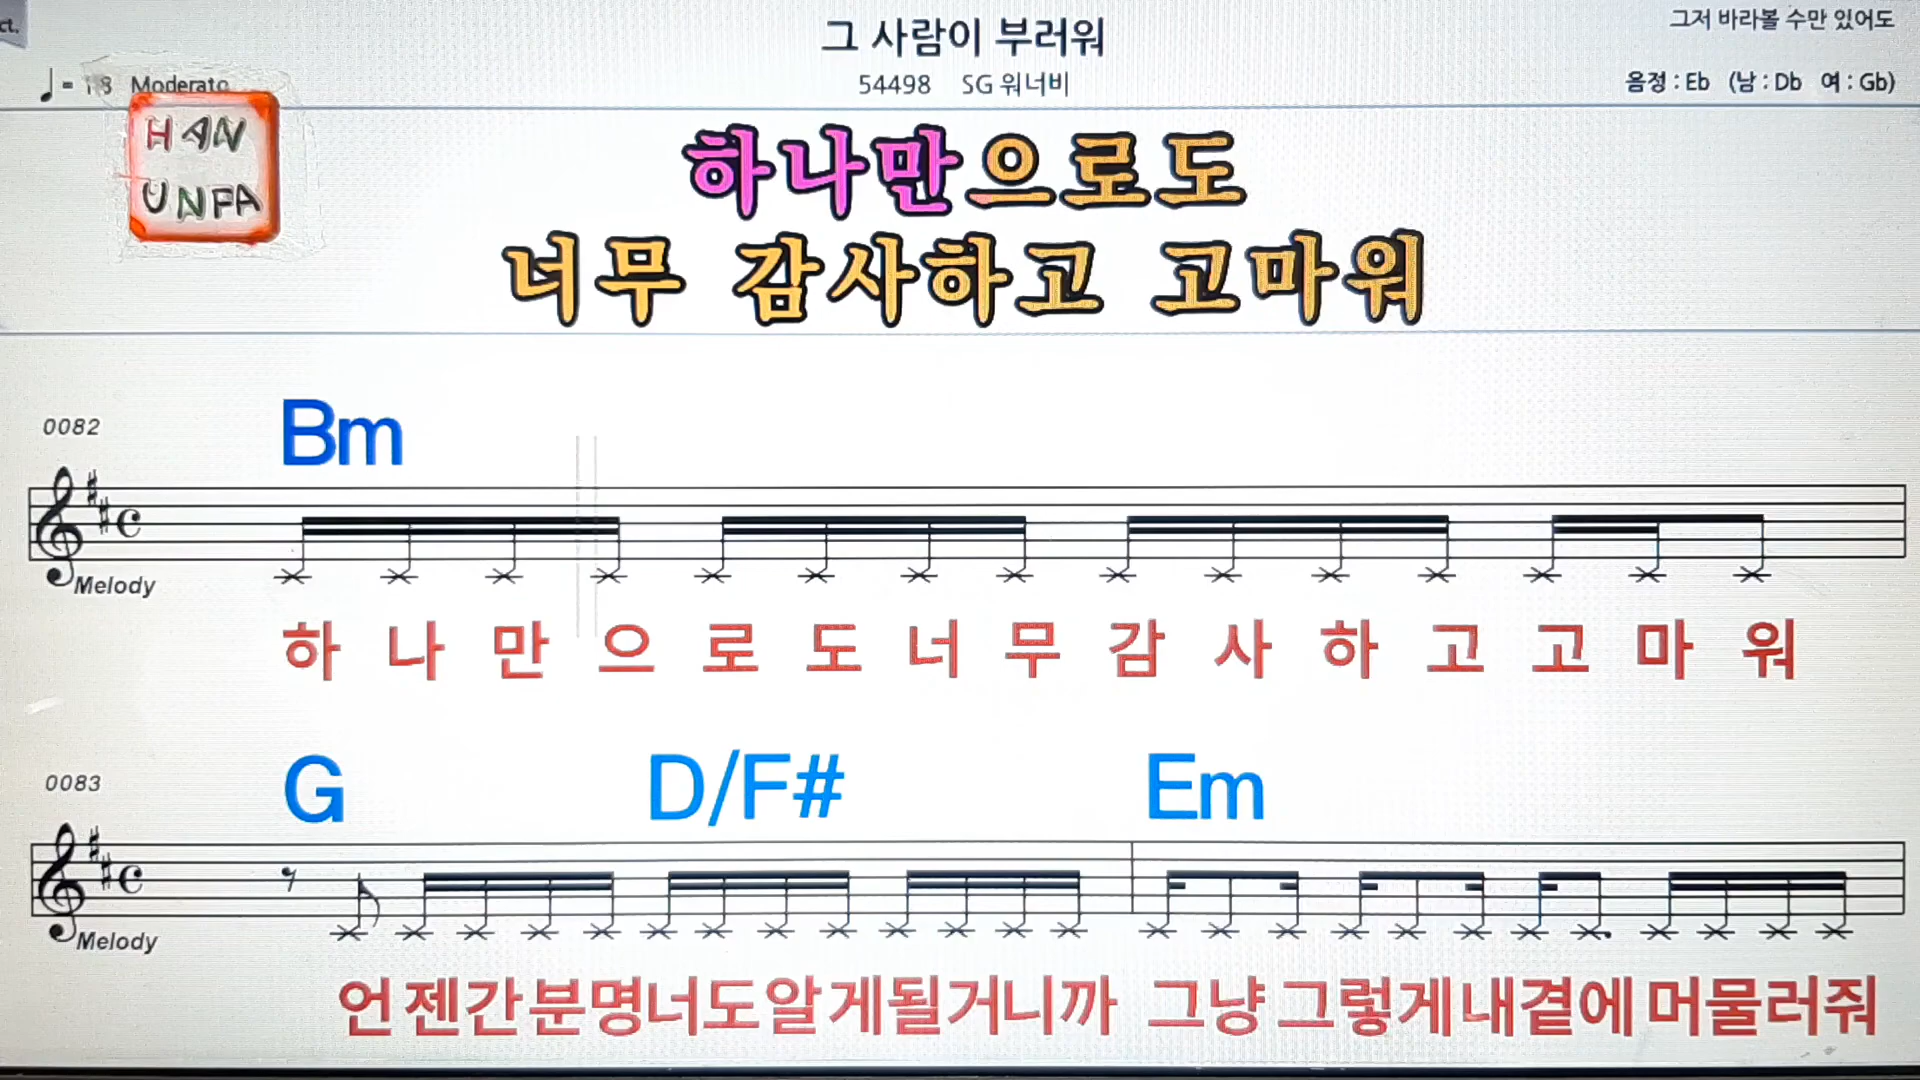 ct.
그 사람이 부러워
그저 바라볼 수만 있어도
Moderato
54498 SG 워너비
음정 : Eb (남 : Db 여 : Gb)
HAN
UNFA
하나만으로도
너무 감사하고 고마워
0082
Bm
Melody
하 나 만 으 로 도 너 무 감 사 하 고 고 마 워
0083
G D/F# Em
Melody
언젠간분명너도알게될거니까 그냥그렇게내곁에머물러줘